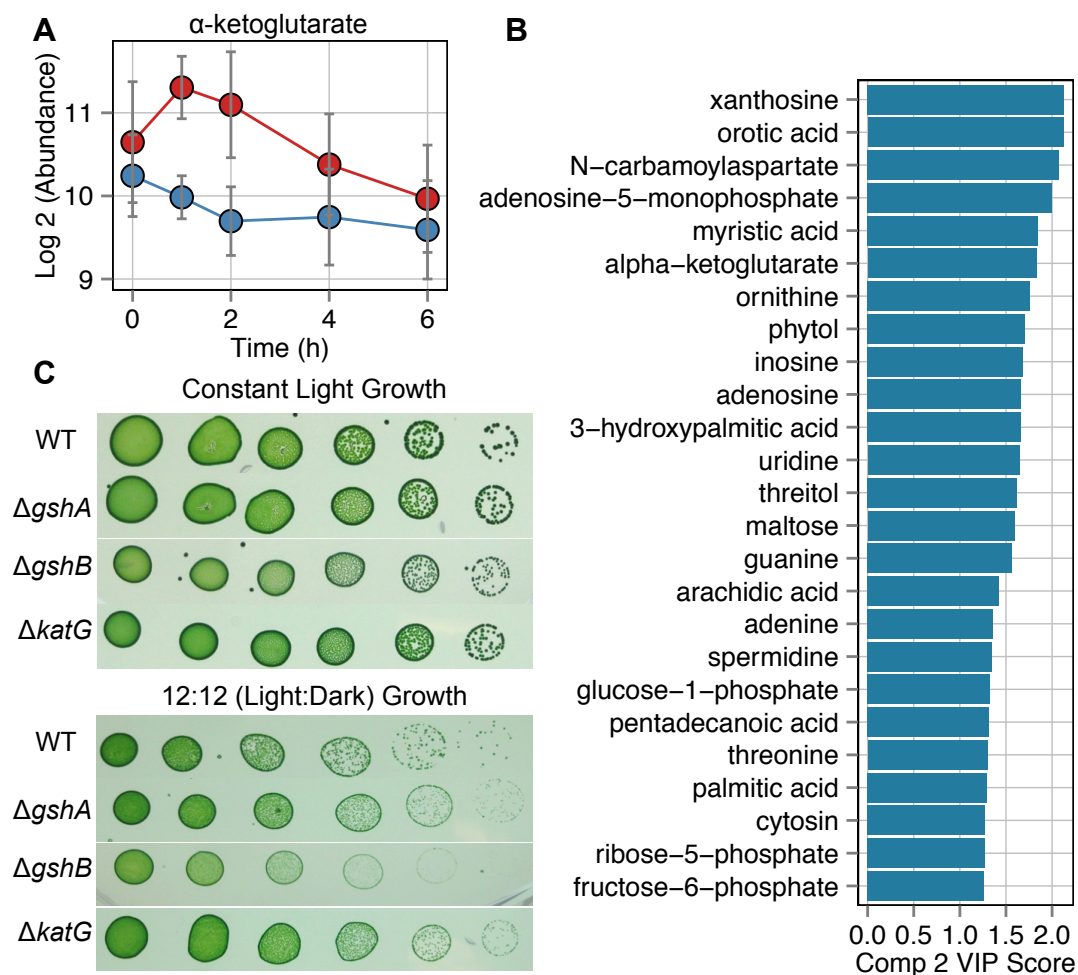 A
α-ketoglutarate
Log 2 (Abundance)
11
10
9
0
2
4
6
Time (h)
B
xanthosine
orotic acid
N-carbamoylaspartate
adenosine-5-monophosphate
myristic acid
alpha-ketoglutarate
ornithine
phytol
inosine
adenosine
3-hydroxypalmitic acid
uridine
threitol
maltose
guanine
arachidic acid
adenine
spermidine
glucose-1-phosphate
pentadecanoic acid
threonine
palmitic acid
cytosin
ribose-5-phosphate
fructose-6-phosphate
0.0 0.5 1.0 1.5 2.0
Comp 2 VIP Score
C
Constant Light Growth
WT
ΔgshA
ΔgshB
ΔkatG
12:12 (Light:Dark) Growth
WT
ΔgshA
ΔgshB
ΔkatG